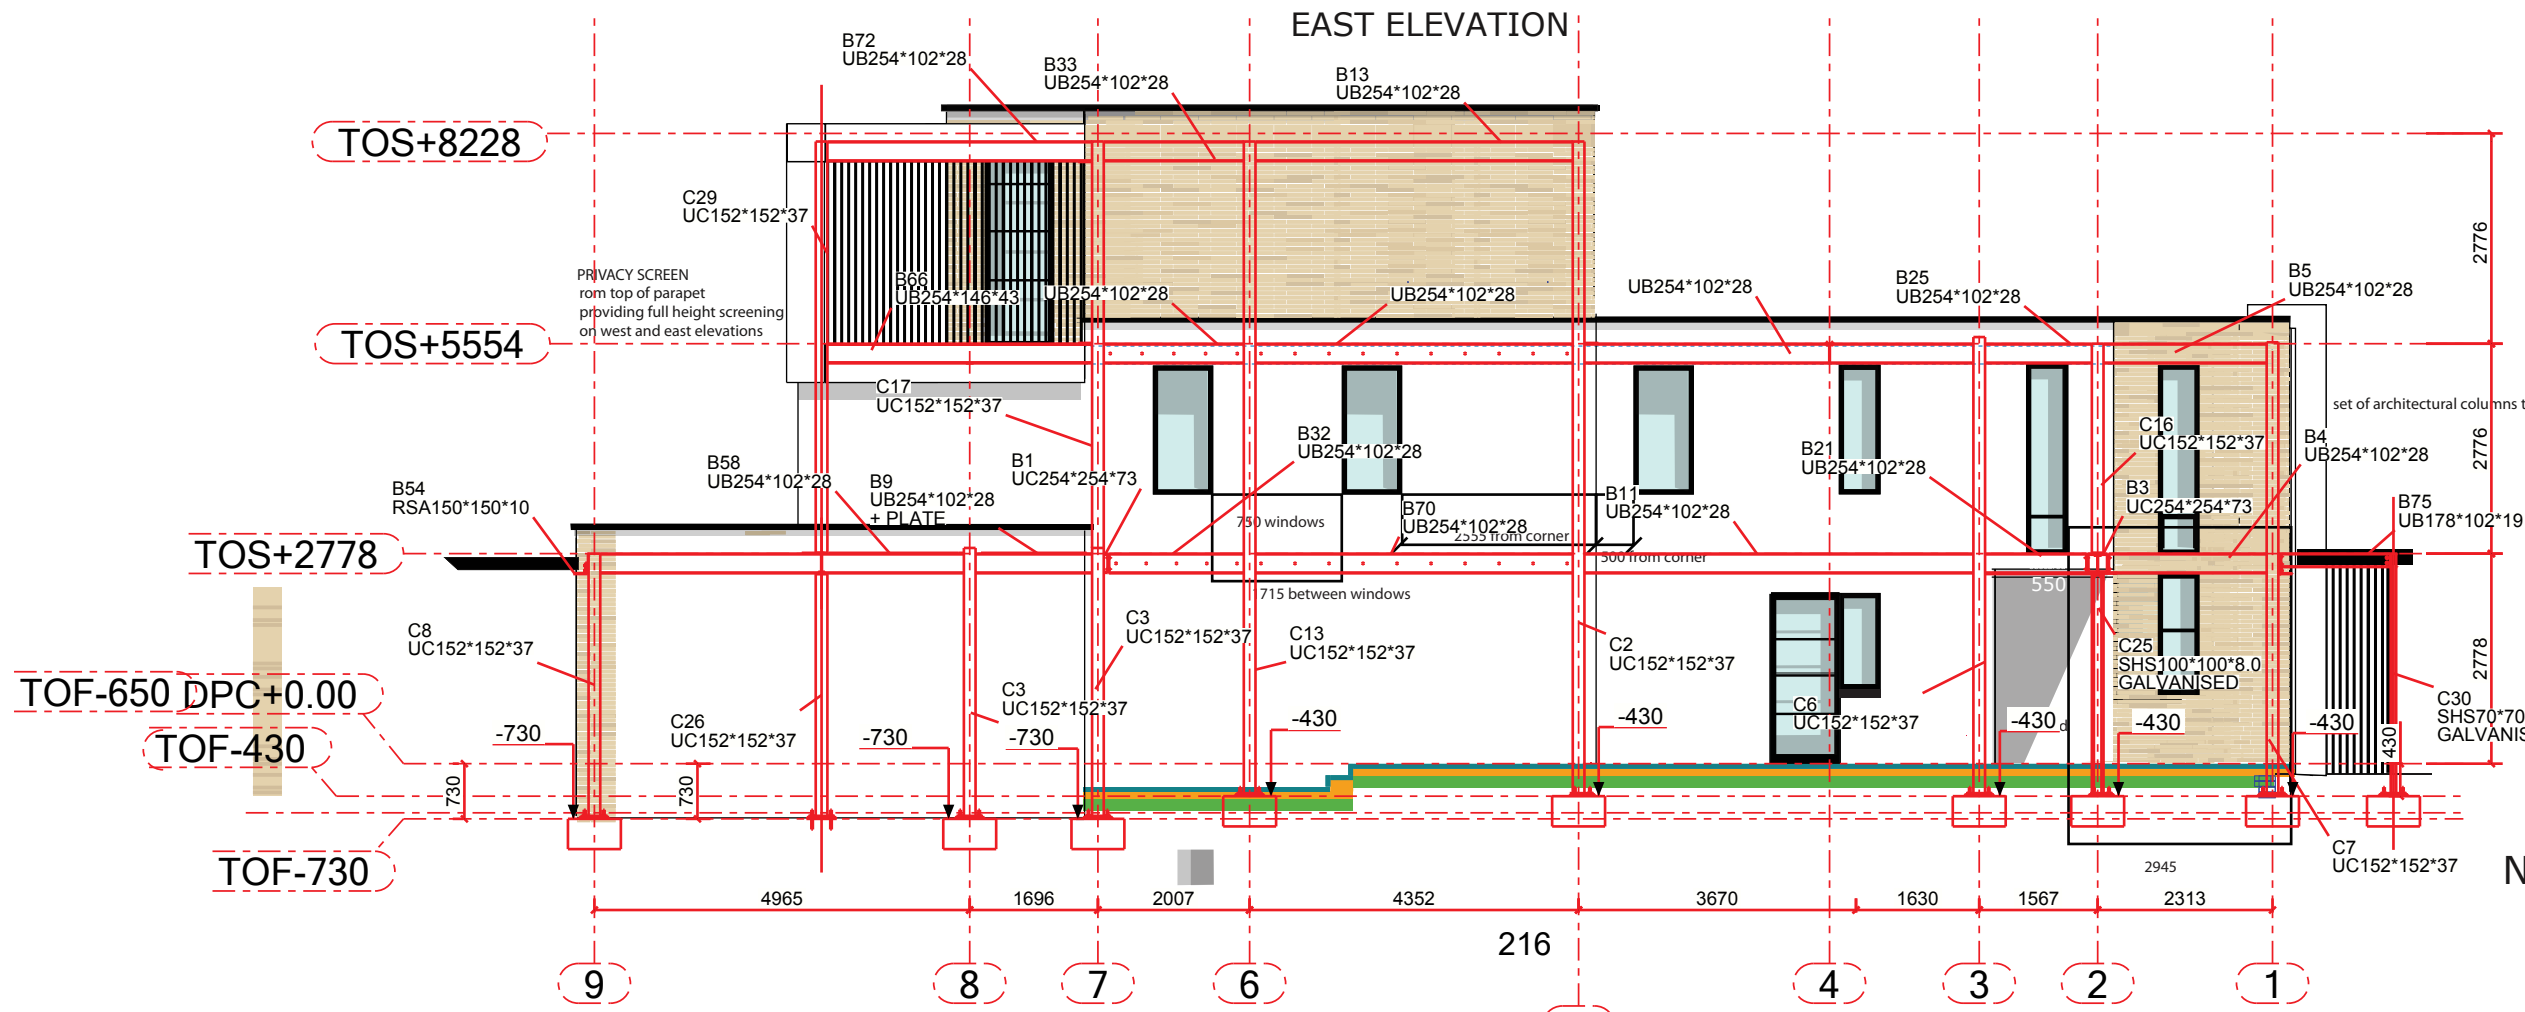 EAST ELEVATION
B72
UB254*102*28
B33
UB254*102*28
B13
UB254*102*28
TOS+8228
C29
UC152*152*37
2776
PRIVACY SCREEN
rom top of parapet
providing full height screening
on west and east elevations
B66
UB254*146*43
UB254*102*28
UB254*102*28
UB254*102*28
B25
UB254*102*28
B5
UB254*102*28
TOS+5554
C17
UC152*152*37
set of architectural columns t
C16
UC152*152*37
B4
UB254*102*28
2776
B32
UB254*102*28
B21
UB254*102*28
B58
UB254*102*28
B9
UB254*102*28
+ PLATE
B1
UC254*254*73
B54
RSA150*150*10
B3
UC254*254*73
B75
UB178*102*19
B70
UB254*102*28
B11
UB254*102*28
750 windows
2555 from corner
500 from corner
TOS+2778
550
1715 between windows
C8
UC152*152*37
C3
UC152*152*37
C13
UC152*152*37
C2
UC152*152*37
C25
SHS100*100*8.0
GALVANISED
2778
TOF-650
DPC+0.00
C3
UC152*152*37
C6
UC152*152*37
C30
SHS70*70
GALVANIS
C26
UC152*152*37
TOF-430
-730
-730
-730
-430
-430
-430
d
-430
-430
430
730
730
TOF-730
C7
UC152*152*37
2945
N
4965
1696
2007
4352
3670
1630
1567
2313
216
9
8
7
6
4
3
2
1